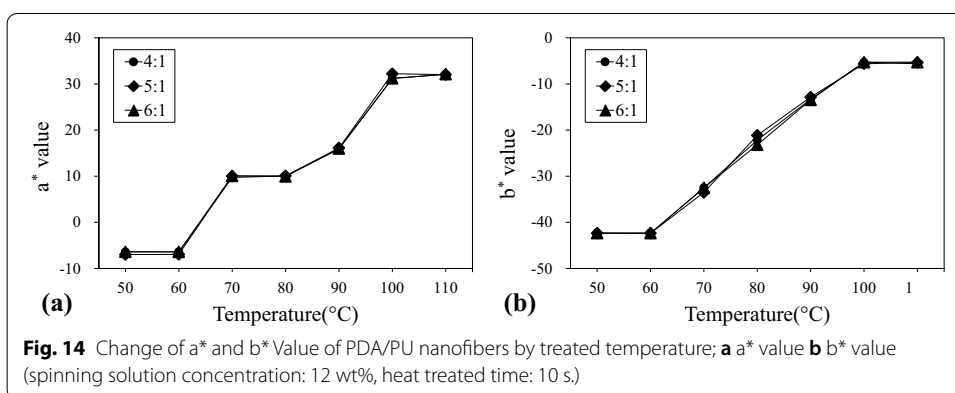 40
30
20
10
0
-10
a* value
4:1
5:1
6:1
50 60 70 80 90 100 110
Temperature(°C)
(a)
0
-10
-20
-30
-40
-50
b* value
4:1
5:1
6:1
50 60 70 80 90 100 1
Temperature(°C)
(b)
Fig. 14 Change of a* and b* Value of PDA/PU nanofibers by treated temperature; a a* value b b* value
(spinning solution concentration: 12 wt%, heat treated time: 10 s.)